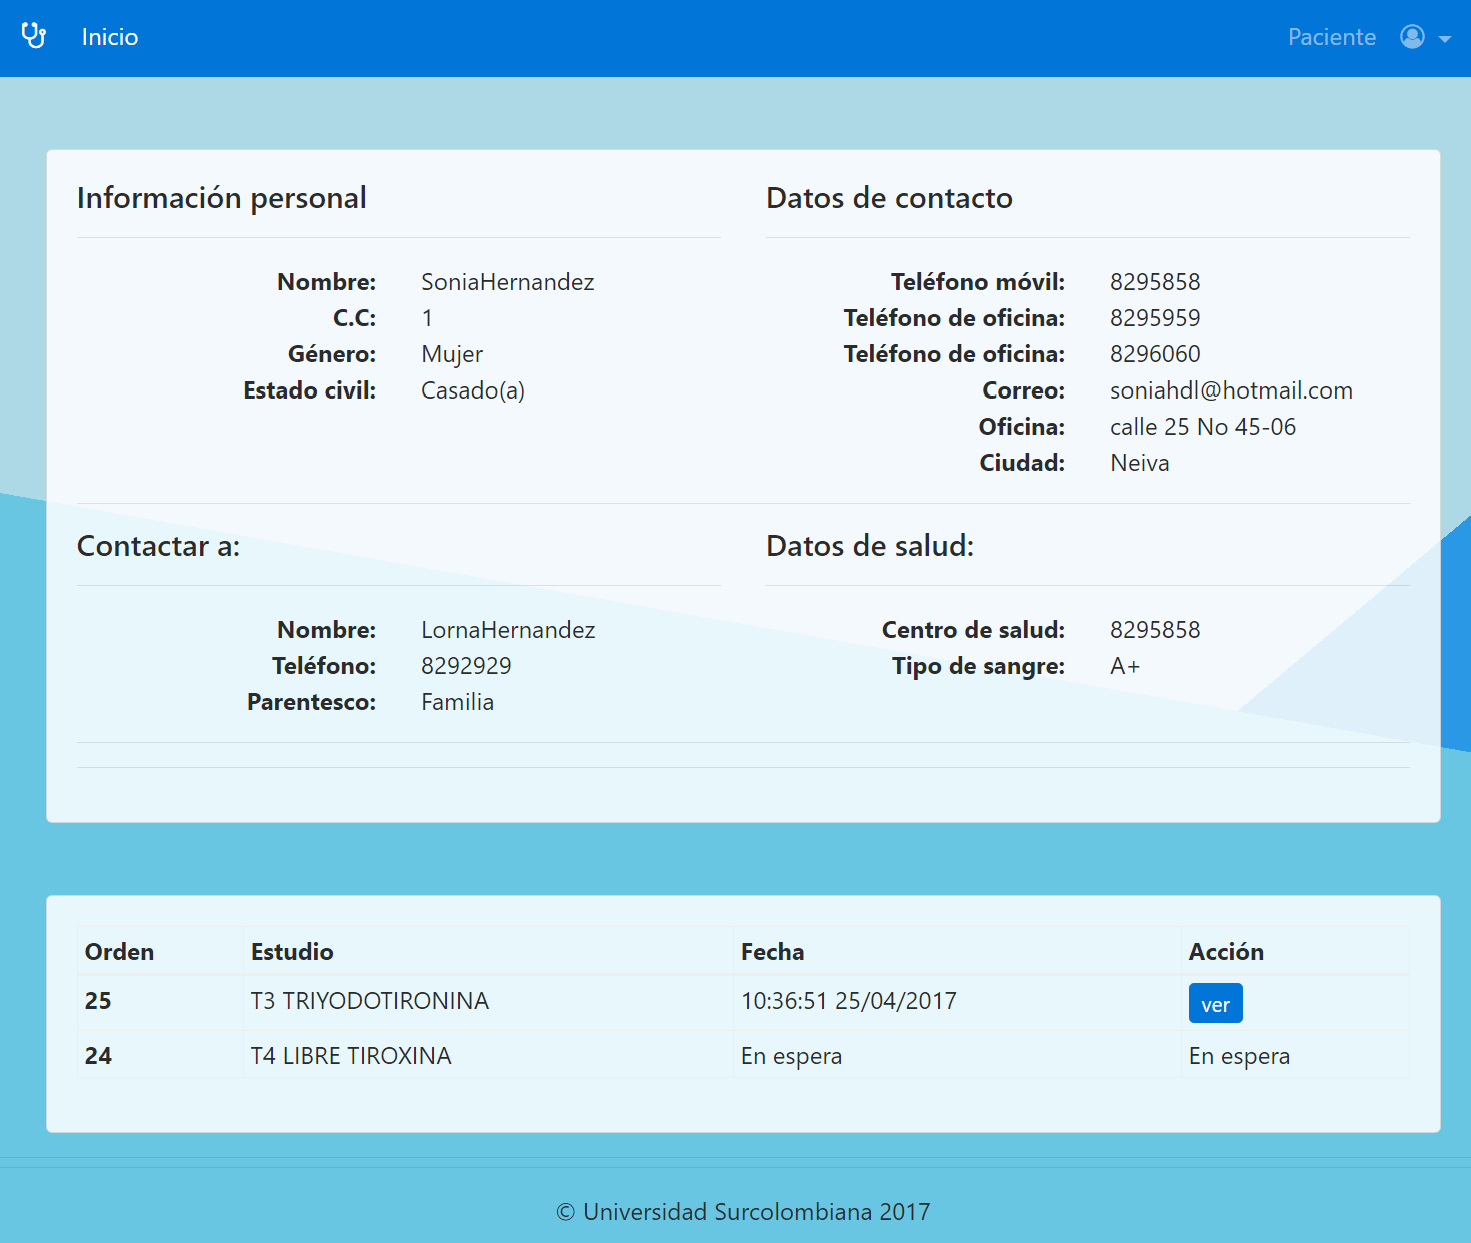 Inicio
Paciente
Información personal
Nombre: SoniaHernandez
C.C: 1
Género: Mujer
Estado civil: Casado(a)
Datos de contacto
Teléfono móvil: 8295858
Teléfono de oficina: 8295959
Teléfono de oficina: 8296060
Correo: soniahdl@hotmail.com
Oficina: calle 25 No 45-06
Ciudad: Neiva
Contactar a:
Nombre: LornaHernandez
Teléfono: 8292929
Parentesco: Familia
Datos de salud:
Centro de salud: 8295858
Tipo de sangre: A+
Orden Estudio Fecha Acción
25 T3 TRIYODOTIRONINA 10:36:51 25/04/2017 ver
24 T4 LIBRE TIROXINA En espera En espera
© Universidad Surcolombiana 2017